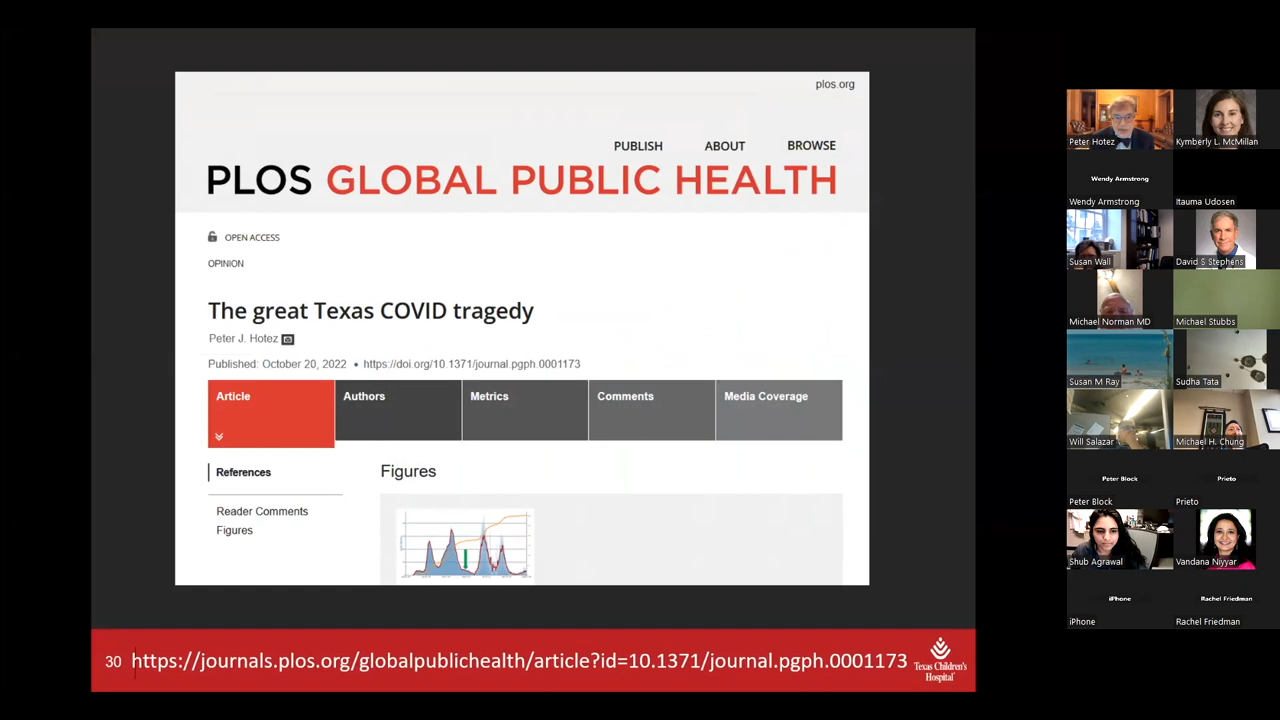 plos.org
PUBLISH ABOUT BROWSE
PLOS GLOBAL PUBLIC HEALTH
OPEN ACCESS
OPINION
The great Texas COVID tragedy
Peter J. Hotez
Published: October 20, 2022 • https://doi.org/10.1371/journal.pgph.0001173
Article Authors Metrics Comments Media Coverage
References
Reader Comments
Figures
Figures
30 https://journals.plos.org/globalpublichealth/article?id=10.1371/journal.pgph.0001173
Texas Children's
Hospital
Peter Hotez
Kymberly L. McMillan
Wendy Armstrong
Wendy Armstrong
Itauma Udosen
Susan Wall
David S Stephens
Michael Norman MD
Michael Stubbs
Susan M Ray
Sudha Tata
Will Salazar
Michael H. Chung
Peter Block
Peter Block
Prieto
Prieto
Shub Agrawal
Vandana Niyyar
iPhone
iPhone
Rachel Friedman
Rachel Friedman